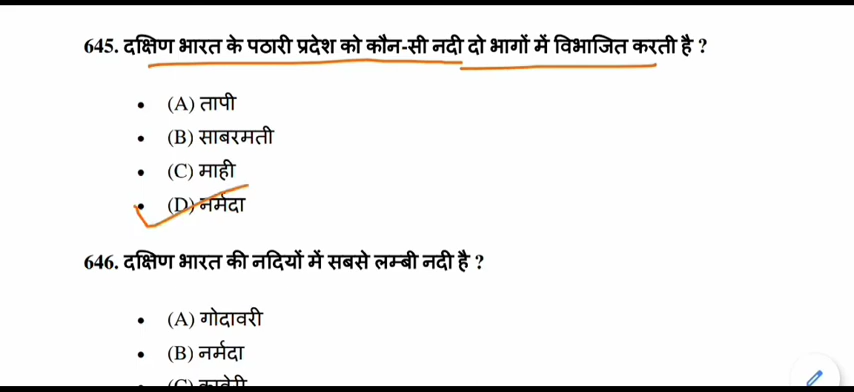 645. दक्षिण भारत के पठारी प्रदेश को कौन-सी नदी दो भागों में विभाजित करती है ?
• (A) तापी
• (B) साबरमती
• (C) माही
• (D) नर्मदा
646. दक्षिण भारत की नदियों में सबसे लम्बी नदी है ?
• (A) गोदावरी
• (B) नर्मदा
• (C) कावेरी